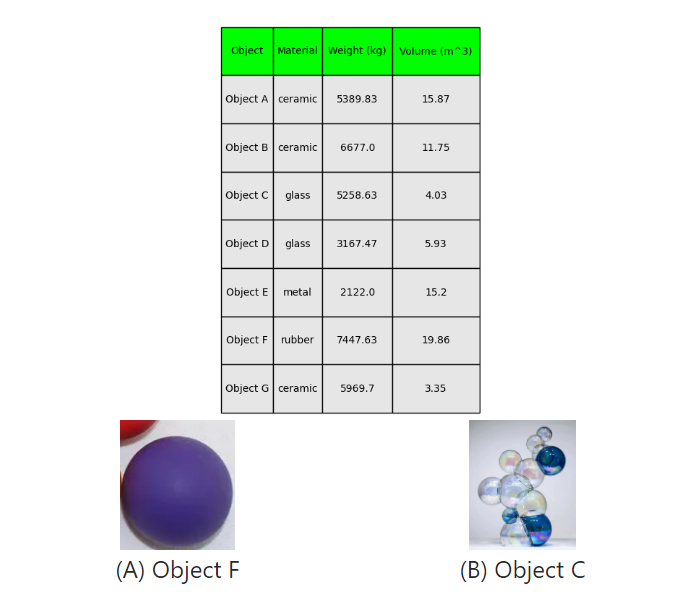 Object Material Weight (kg) Volume (m^3)
Object A ceramic 5389.83 15.87
Object B ceramic 6677.0 11.75
Object C glass 5258.63 4.03
Object D glass 3167.47 5.93
Object E metal 2122.0 15.2
Object F rubber 7447.63 19.86
Object G ceramic 5969.7 3.35
(A) Object F
(B) Object C